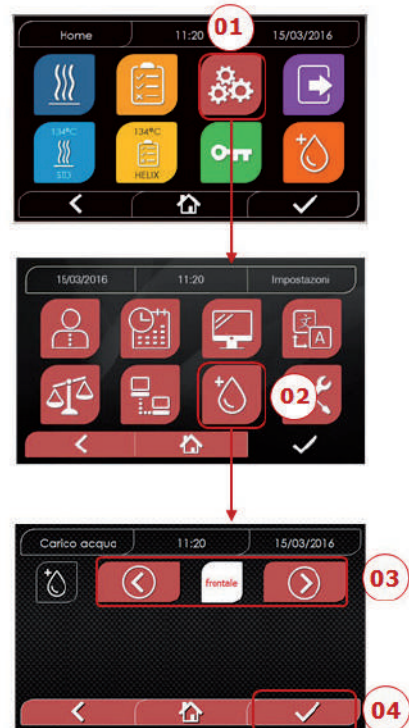 Home 11:20 01 15/03/2016
134°C 134°C
STD HELIX
15/03/2016 11:20 Impostazioni
A
02
Carico acqua 11:20 15/03/2016
frontale 03
04